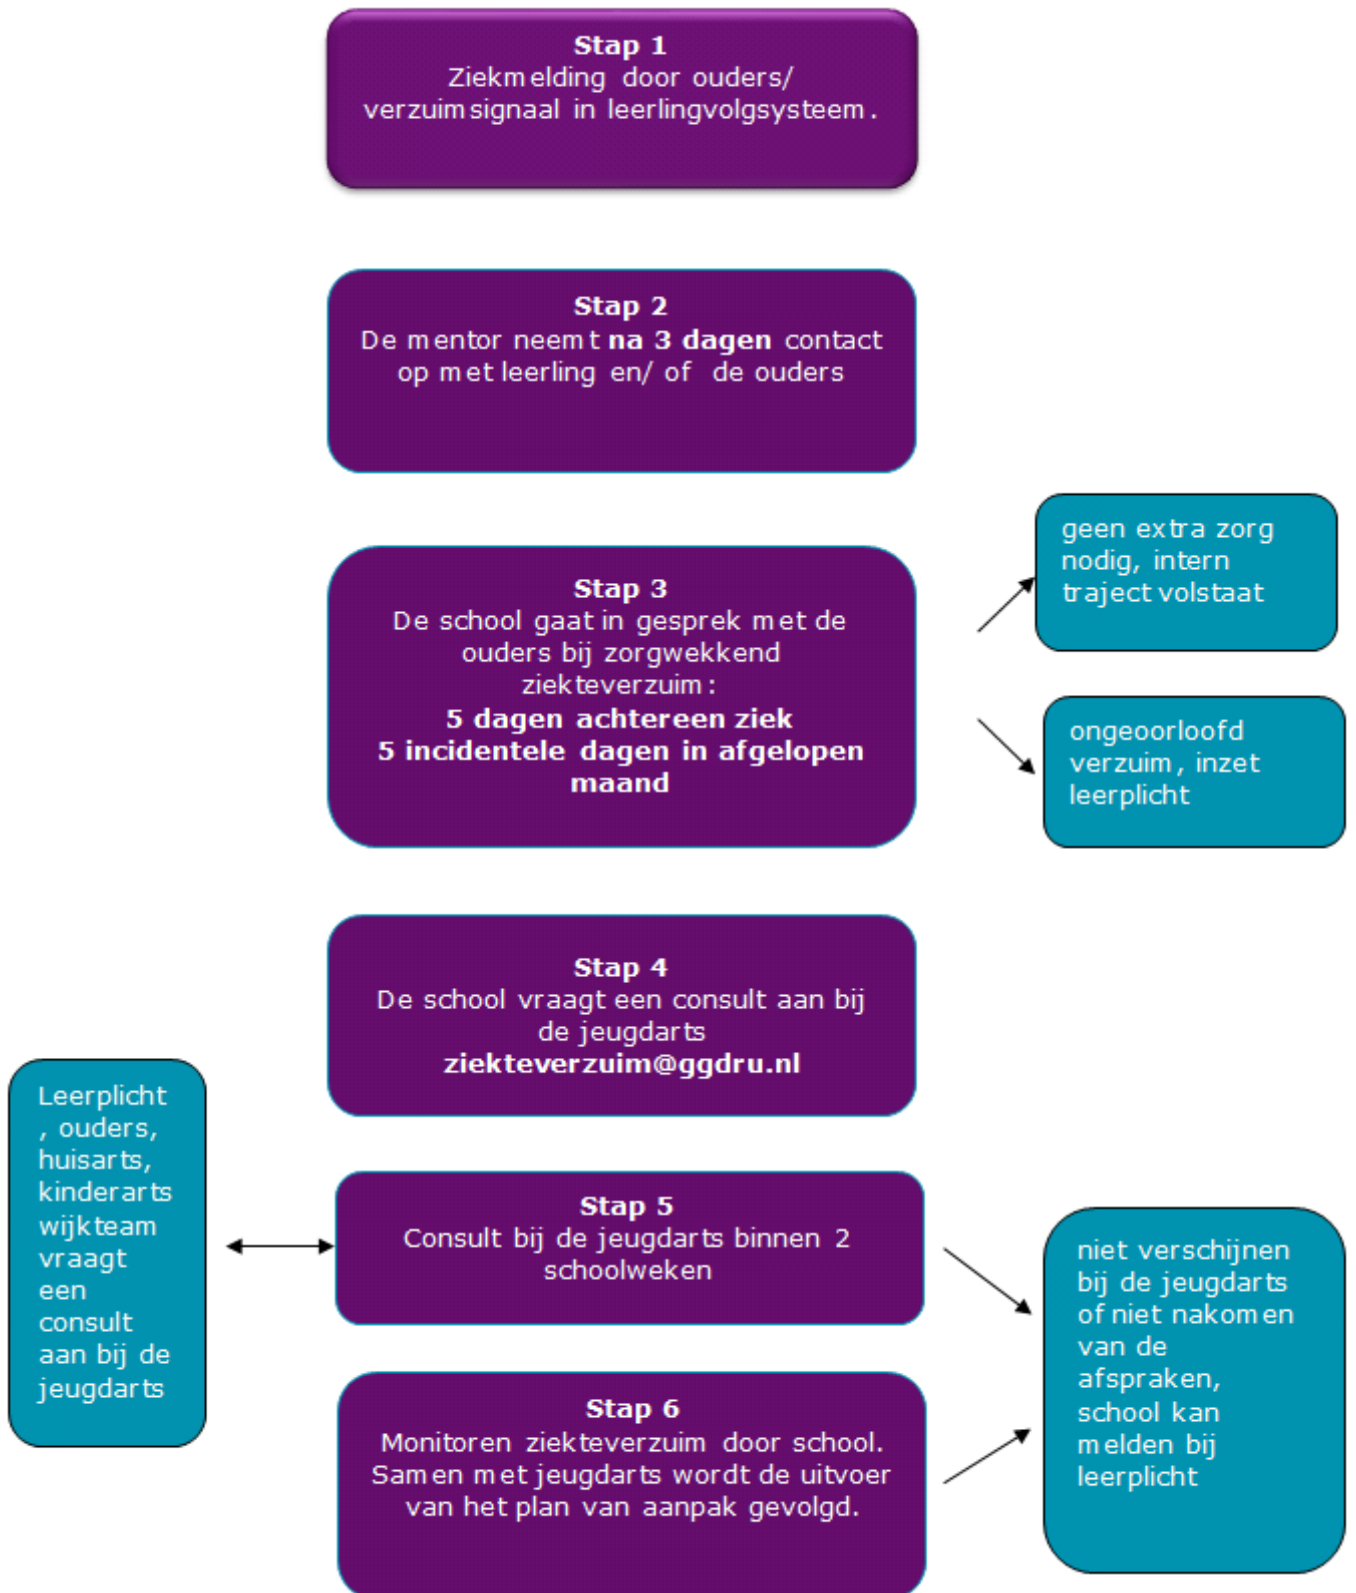 Stap 1
Ziekmelding door ouders/
verzuimsignaal in leerlingvolgsysteem.
Stap 2
De mentor neemt na 3 dagen contact
op met leerling en/ of de ouders
Stap 3
De school gaat in gesprek met de
ouders bij zorgwekkend
ziekteverzuim:
5 dagen achtereen ziek
5 incidentele dagen in afgelopen
maand
geen extra zorg
nodig, intern
traject volstaat
ongeoorloofd
verzuim, inzet
leerplicht
Stap 4
De school vraagt een consult aan bij
de jeugdarts
ziekteverzuim@ggdru.nl
Leerplicht
, ouders,
huisarts,
kinderarts
wijkteam
vraagt
een
consult
aan bij de
jeugdarts
Stap 5
Consult bij de jeugdarts binnen 2
schoolweken
Stap 6
Monitoren ziekteverzuim door school.
Samen met jeugdarts wordt de uitvoer
van het plan van aanpak gevolgd.
niet verschijnen
bij de jeugdarts
of niet nakomen
van de
afspraken,
school kan
melden bij
leerplicht